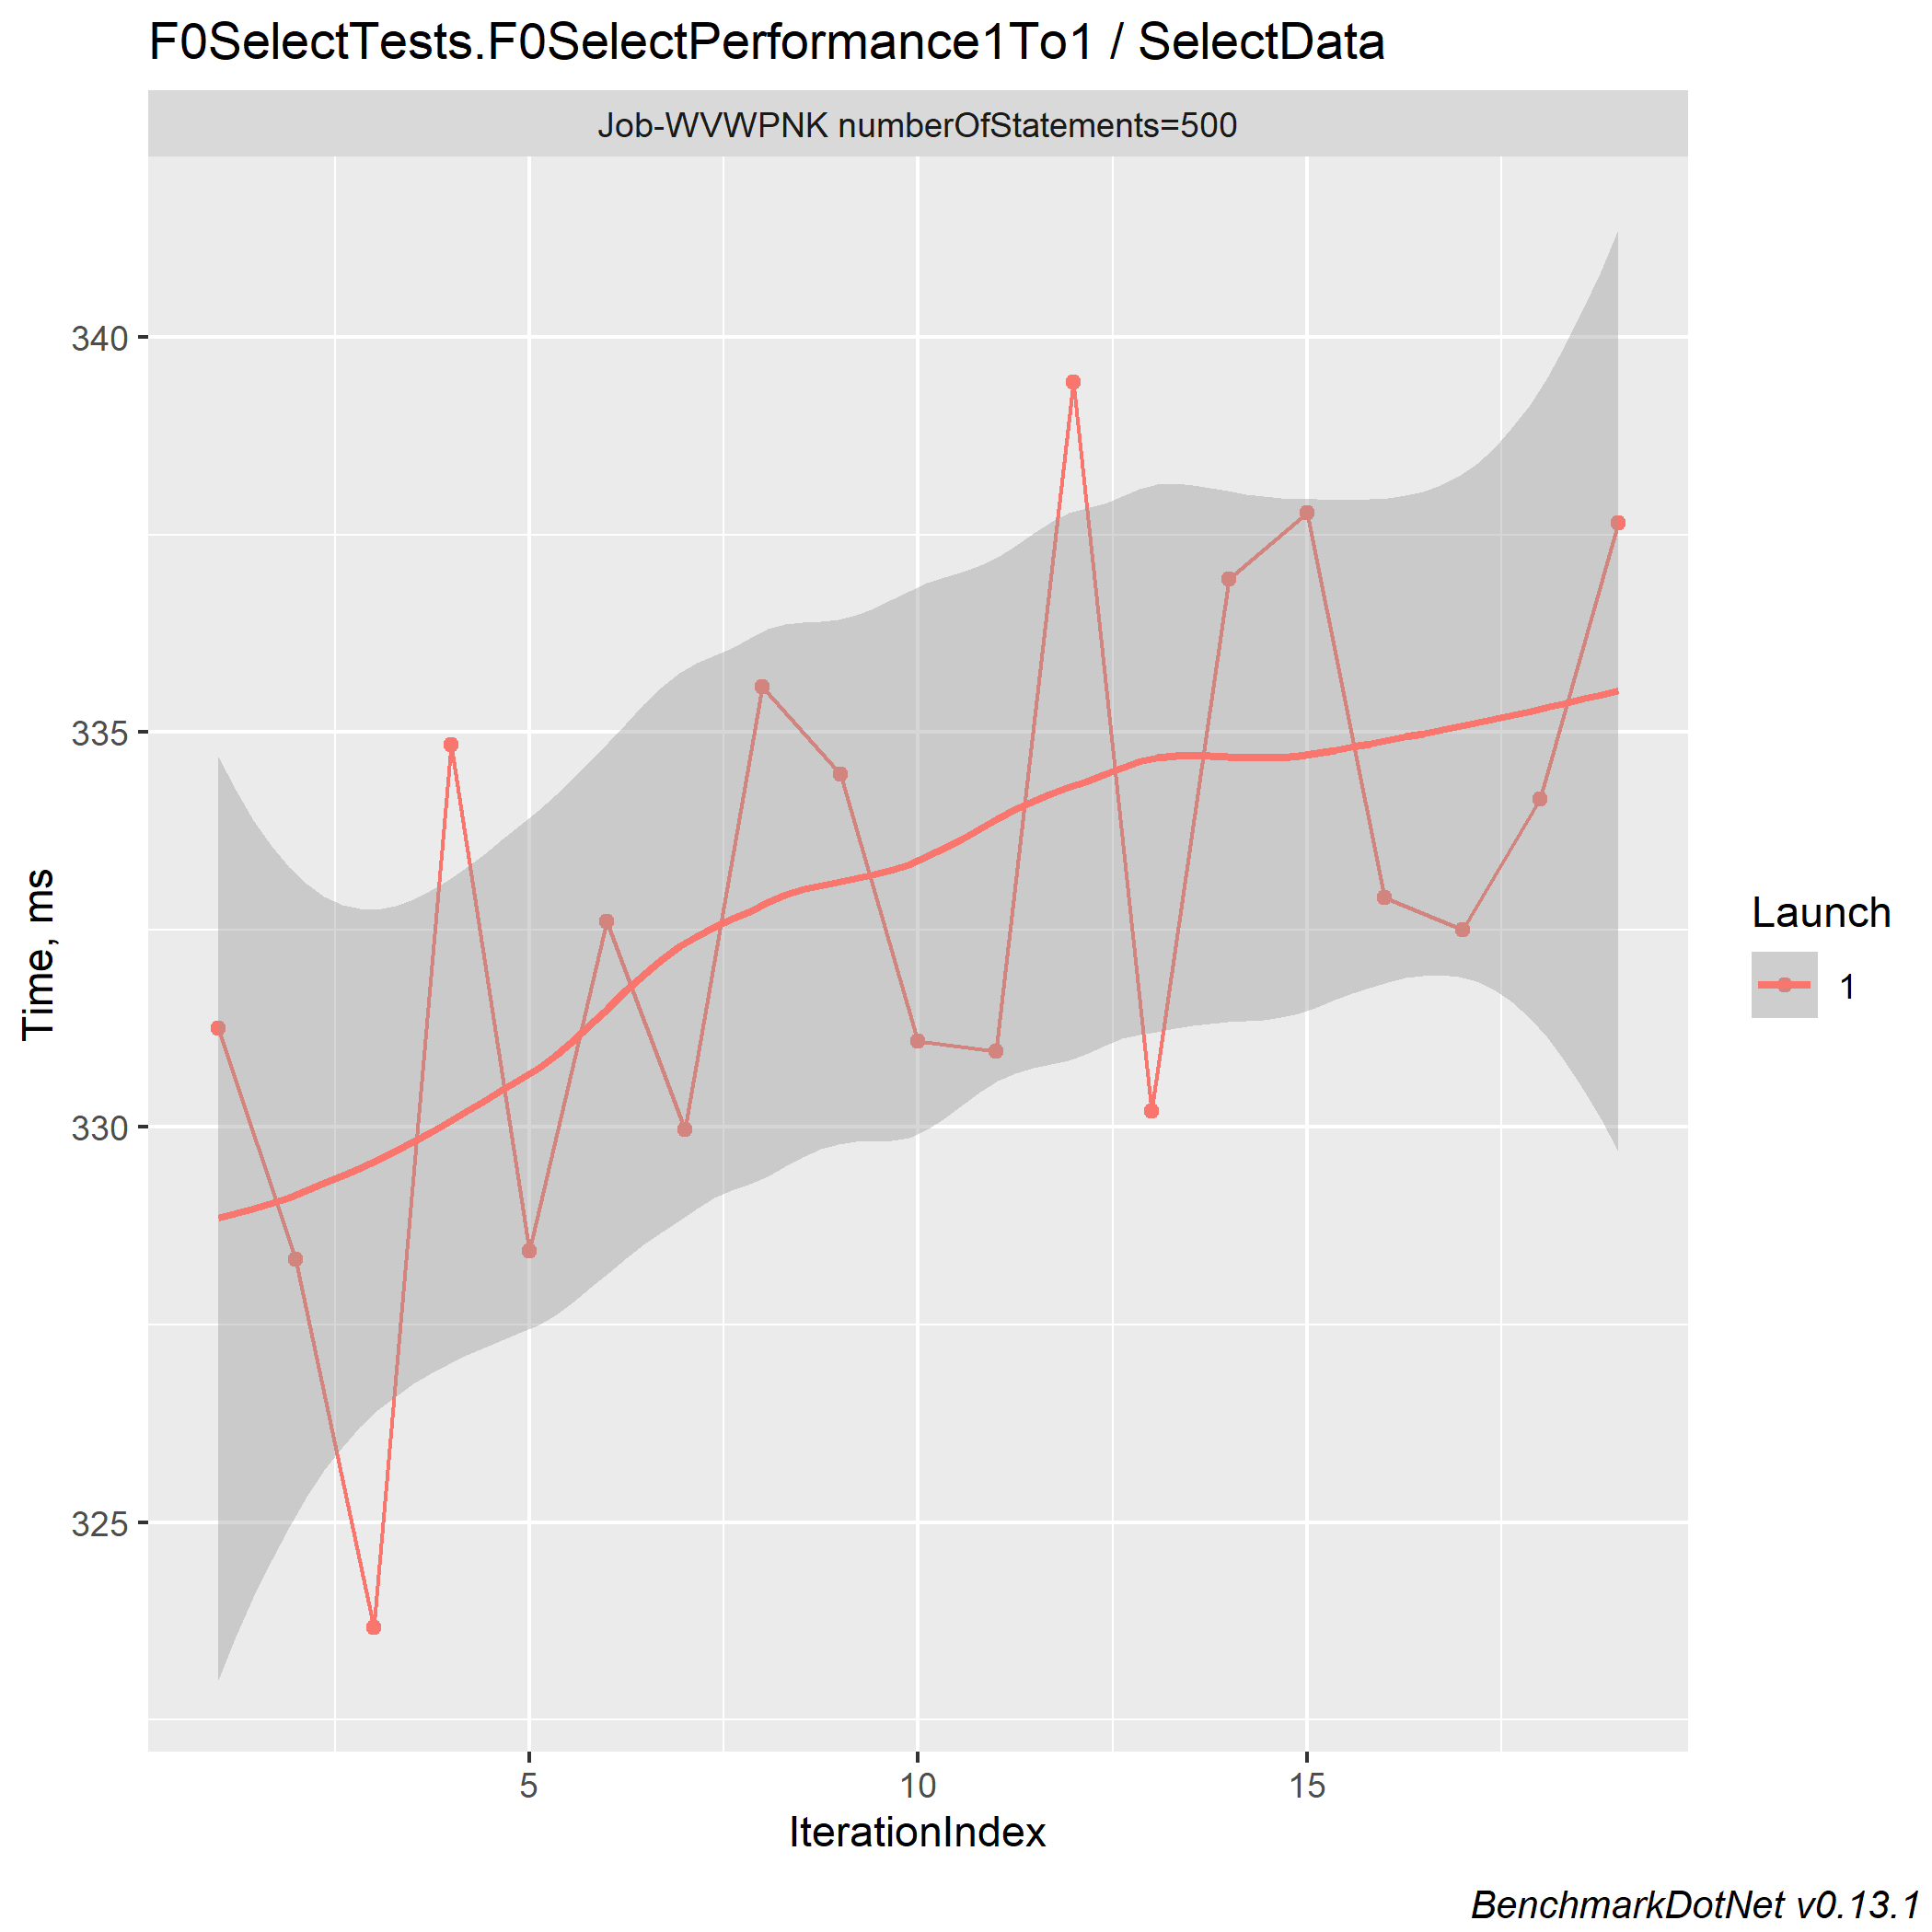 F0SelectTests.F0SelectPerformance1To1 / SelectData
Job-WVWPNK numberOfStatements=500
340
335
330
325
Time, ms
5
10
15
IterationIndex
Launch
1
BenchmarkDotNet v0.13.1